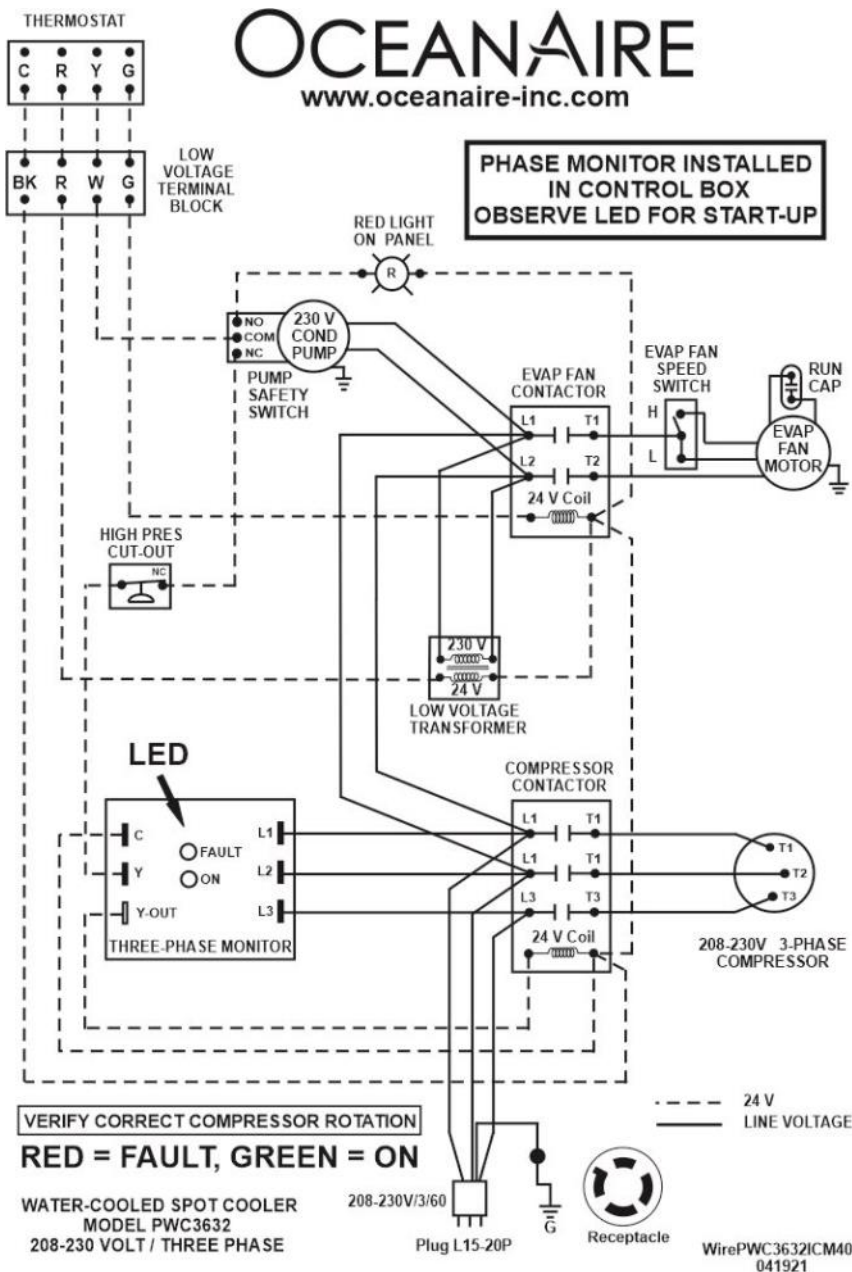 THERMOSTAT
C R Y G
OCEANAIRE
www.oceanaire-inc.com
BK R W G
LOW
VOLTAGE
TERMINAL
BLOCK
PHASE MONITOR INSTALLED
IN CONTROL BOX
OBSERVE LED FOR START-UP
RED LIGHT
ON PANEL
R
NO
COM
NC
230 V
COND
PUMP
PUMP
SAFETY
SWITCH
EVAP FAN
CONTACTOR
L1 T1
L2 T2
24 V Coil
EVAP FAN
SPEED
SWITCH
H
L
RUN
CAP
EVAP
FAN
MOTOR
HIGH PRES
CUT-OUT
NC
230 V
24 V
LOW VOLTAGE
TRANSFORMER
LED
C
Y
Y-OUT
FAULT
ON
L1
L2
L3
THREE-PHASE MONITOR
COMPRESSOR
CONTACTOR
L1 T1
L1 T1
L3 T3
24 V Coil
T1
T2
T3
208-230V 3-PHASE
COMPRESSOR
24 V
LINE VOLTAGE
VERIFY CORRECT COMPRESSOR ROTATION
RED = FAULT, GREEN = ON
WATER-COOLED SPOT COOLER
MODEL PWC3632
208-230 VOLT / THREE PHASE
208-230V/3/60
Plug L15-20P
G
Receptacle
WirePWC3632ICM40
041921